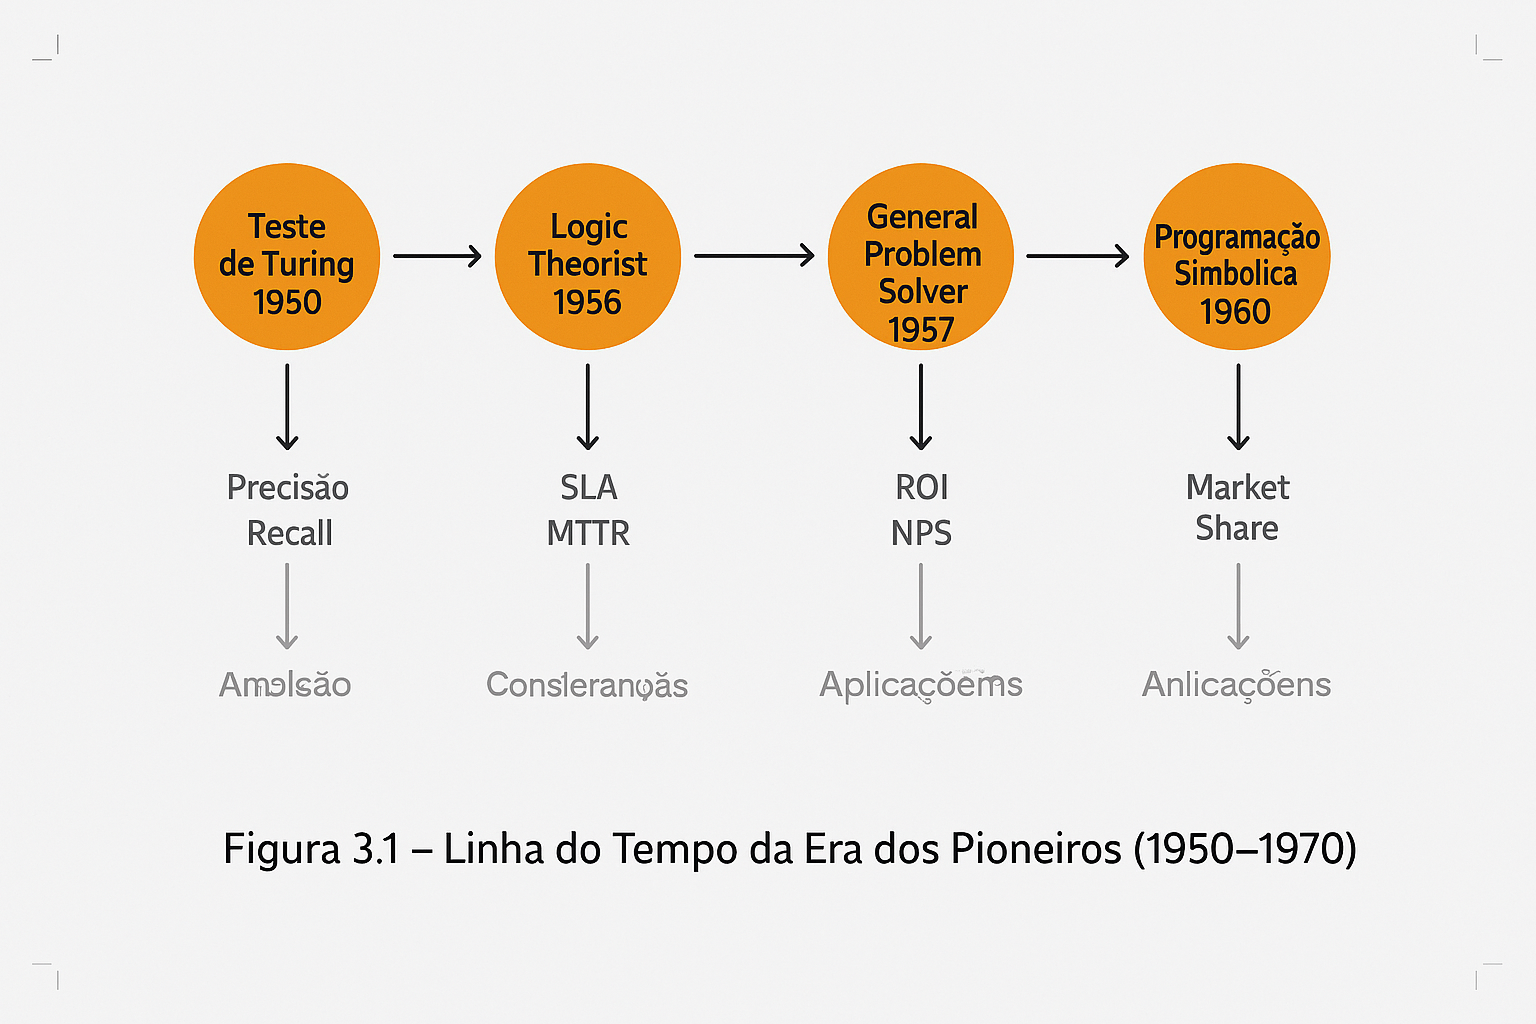 Teste
de Turing
1950
Logic
Theorist
1956
General
Problem
Solver
1957
Programação
Simbolica
1960
Precisão
Recall
SLA
MTTR
ROI
NPS
Market
Share
Figura 3.1 – Linha do Tempo da Era dos Pioneiros (1950–1970)